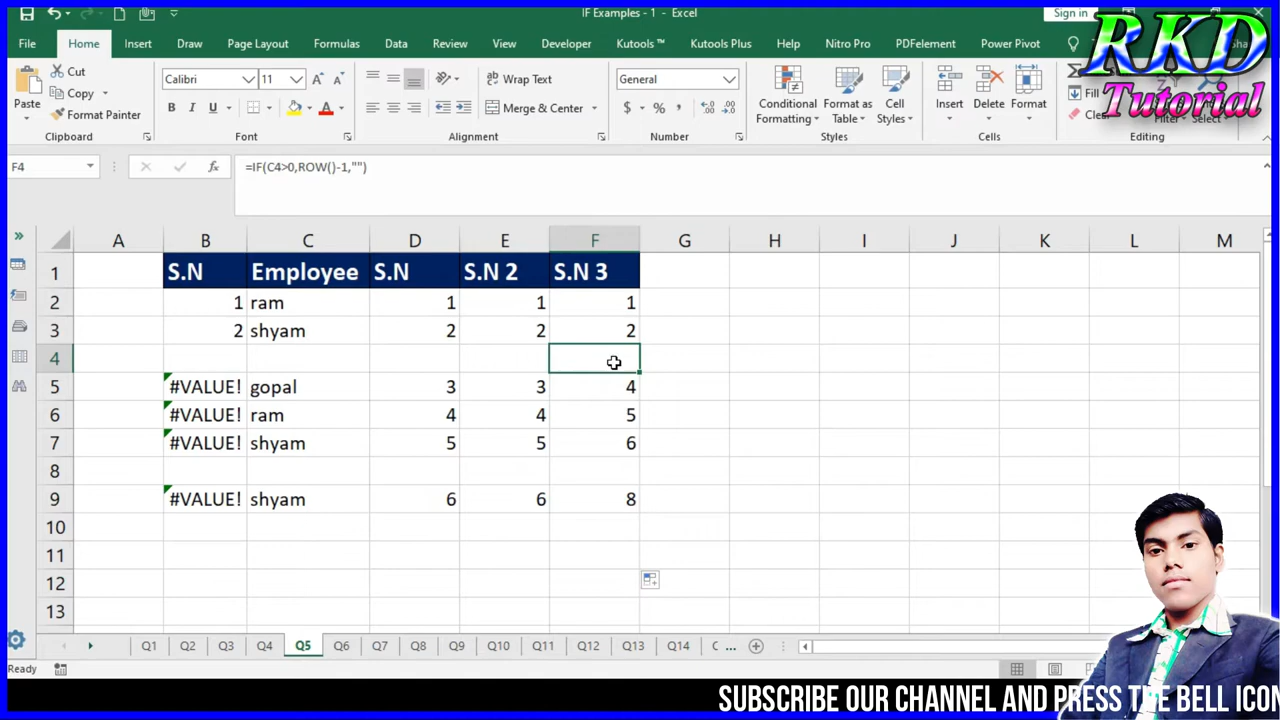 IF Examples - 1 - Excel
Sign in
RKD
Tutorial
File Home Insert Draw Page Layout Formulas Data Review View Developer Kutools ™ Kutools Plus Help Nitro Pro PDFelement Power Pivot
Paste
Cut
Copy
Format Painter
Clipboard
Calibri 11
B I U
Font
Wrap Text
Merge & Center
Alignment
General
$ % ,
Number
Conditional Formatting
Format as Table
Cell Styles
Styles
Insert Delete Format
Cells
Fill
Clear
Select
Editing
F4 fx =IF(C4>0,ROW()-1,"")
A B C D E F G H I J K L M
1 S.N Employee S.N S.N 2 S.N 3
2 1 ram 1 1 1
3 2 shyam 2 2 2
4
5 #VALUE! gopal 3 3 4
6 #VALUE! ram 4 4 5
7 #VALUE! shyam 5 5 6
8
9 #VALUE! shyam 6 6 8
10
11
12
13
Q1 Q2 Q3 Q4 Q5 Q6 Q7 Q8 Q9 Q10 Q11 Q12 Q13 Q14 ...
Ready
SUBSCRIBE OUR CHANNEL AND PRESS THE BELL ICON